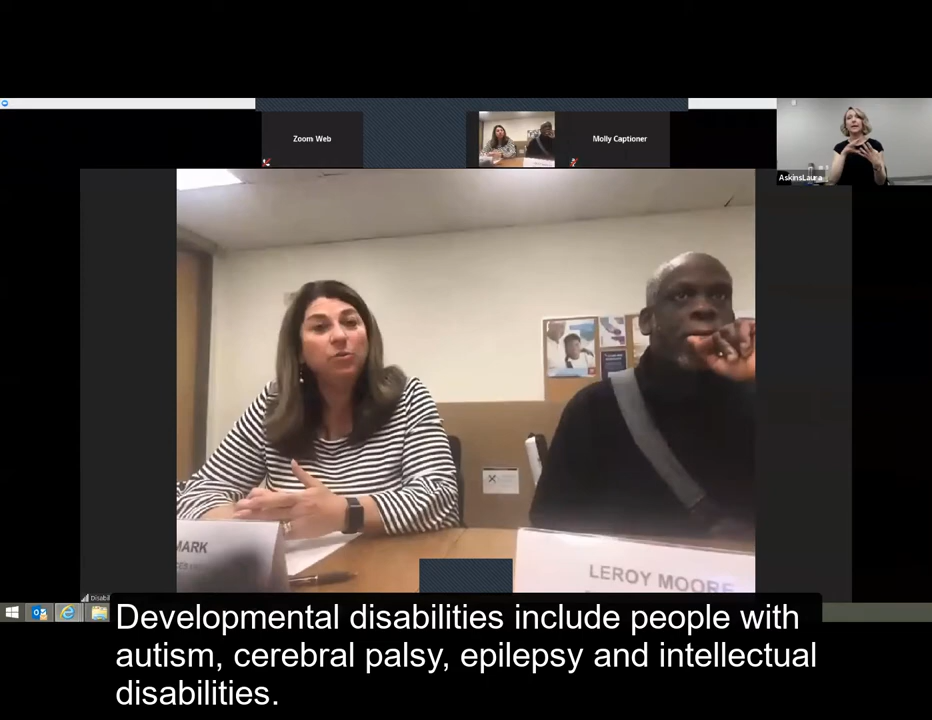 Zoom Web
Molly Captioner
AskinsLaura
MARK
LEROY MOORE
Disabil
Developmental disabilities include people with
autism, cerebral palsy, epilepsy and intellectual
disabilities.